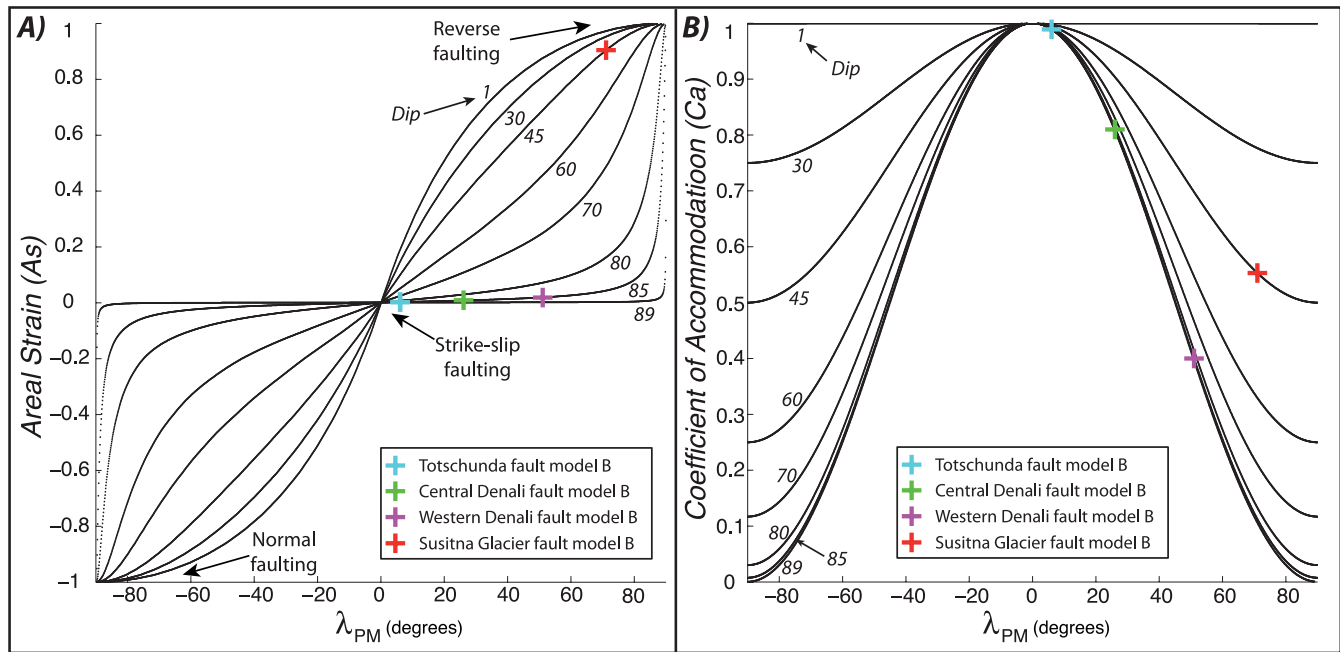 A)
Areal Strain (As)
1
0.8
0.6
0.4
0.2
0
−0.2
−0.4
−0.6
−0.8
−1
Reverse
faulting
Dip
1
30
45
60
70
80
85
89
Strike-slip
faulting
Normal
faulting
Totschunda fault model B
Central Denali fault model B
Western Denali fault model B
Susitna Glacier fault model B
−80
−60
−40
−20
0
20
40
60
80
λPM (degrees)
B)
Coefficient of Accommodation (Ca)
1
0.9
0.8
0.7
0.6
0.5
0.4
0.3
0.2
0.1
0
1
Dip
30
45
60
70
80
89
85
Totschunda fault model B
Central Denali fault model B
Western Denali fault model B
Susitna Glacier fault model B
−80
−60
−40
−20
0
20
40
60
80
λPM (degrees)